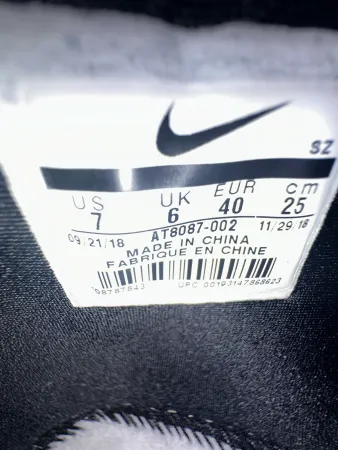 SZ
US UK EUR cm
7 6 40 25
09/21/18 AT8087-002 11/29/18
MADE IN CHINA
FABRIQUE EN CHINE
98787843 UPC 00193147868623